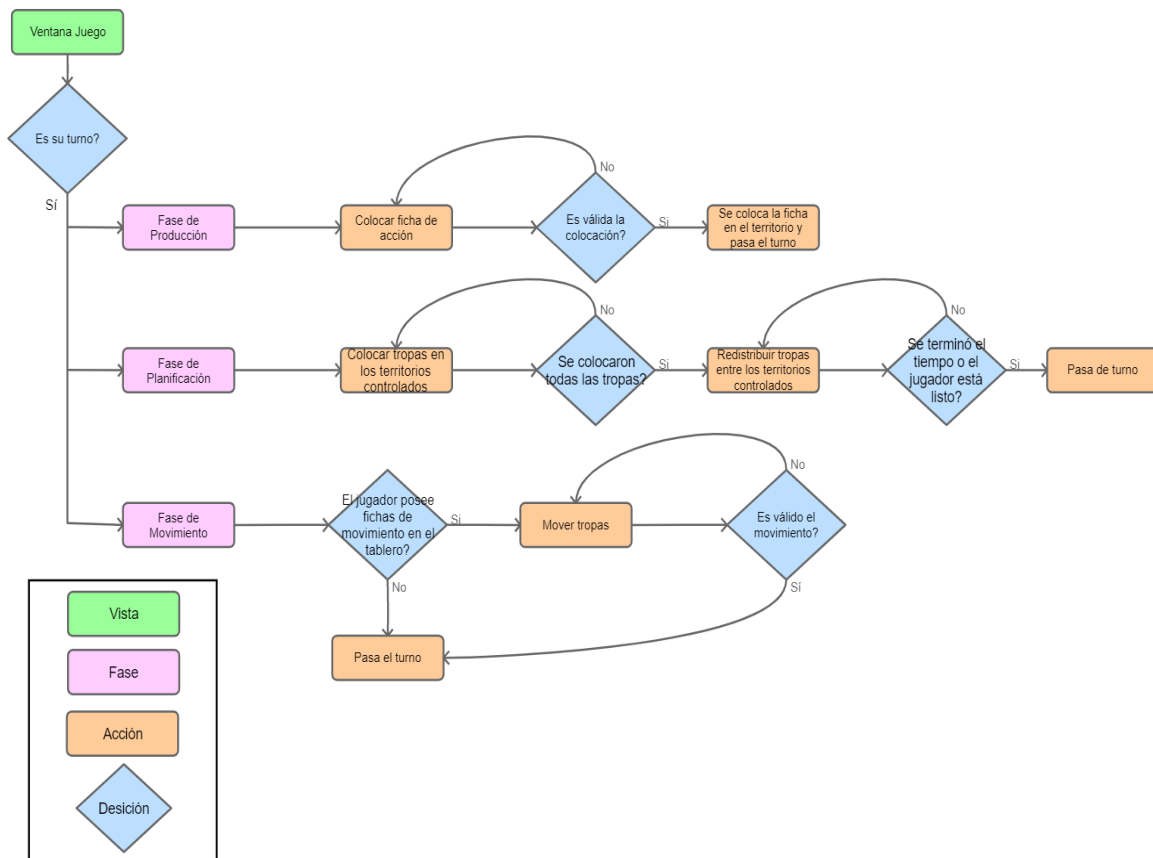 Ventana Juego
Es su turno?
Sí
Fase de
Producción
Colocar ficha de
acción
No
Es válida la
colocación?
Si
Se coloca la ficha
en el territorio y
pasa el turno
Fase de
Planificación
Colocar tropas en
los territorios
controlados
No
Se colocaron
todas las tropas?
Si
Redistribuir tropas
entre los territorios
controlados
No
Se terminó el
tiempo o el
jugador está
listo?
Si
Pasa de turno
Fase de
Movimiento
El jugador posee
fichas de
movimiento en el
tablero?
Si
No
Mover tropas
No
Es válido el
movimiento?
Sí
Pasa el turno
Vista
Fase
Acción
Desición